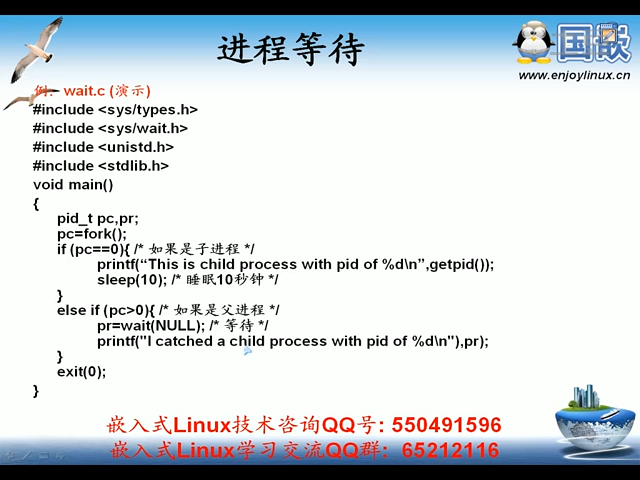 进程等待
国嵌
www.enjoylinux.cn
例: wait.c (演示)
#include <sys/types.h>
#include <sys/wait.h>
#include <unistd.h>
#include <stdlib.h>
void main()
{
pid_t pc,pr;
pc=fork();
if (pc==0){ /* 如果是子进程 */
printf(“This is child process with pid of %d\n”,getpid());
sleep(10); /* 睡眠10秒钟 */
}
else if (pc>0){ /* 如果是父进程 */
pr=wait(NULL); /* 等待 */
printf("I catched a child process with pid of %d\n"),pr);
}
exit(0);
}
嵌入式Linux技术咨询QQ号: 550491596
嵌入式Linux学习交流QQ群: 65212116